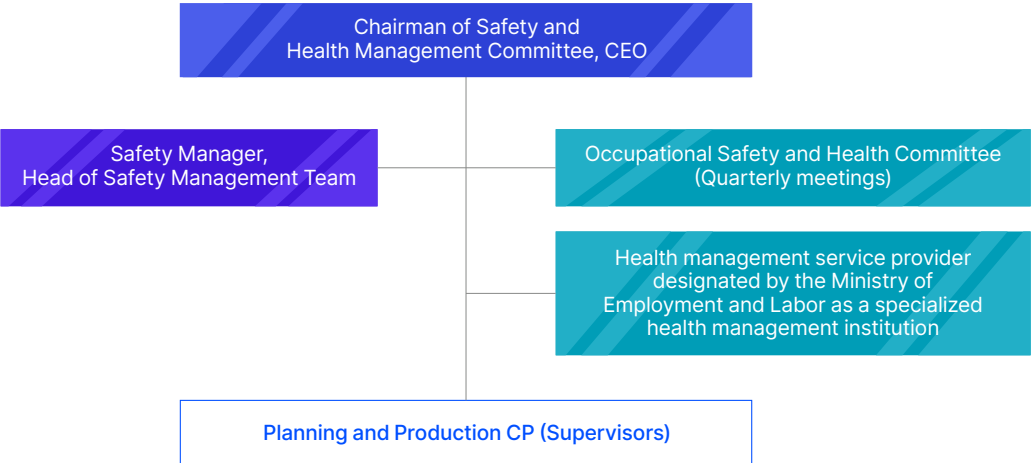 Chairman of Safety and
Health Management Committee, CEO
Safety Manager,
Head of Safety Management Team
Occupational Safety and Health Committee
(Quarterly meetings)
Health management service provider
designated by the Ministry of
Employment and Labor as a specialized
health management institution
Planning and Production CP (Supervisors)